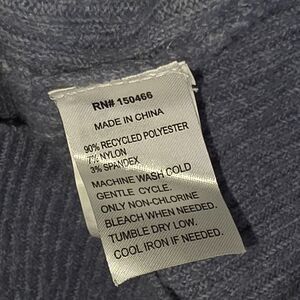 RN# 150466
MADE IN CHINA
90% RECYCLED POLYESTER
7% NYLON
3% SPANDEX
MACHINE WASH COLD
GENTLE CYCLE.
ONLY NON-CHLORINE
BLEACH WHEN NEEDED.
TUMBLE DRY LOW.
COOL IRON IF NEEDED.